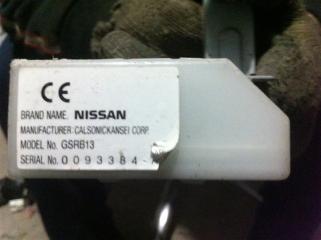 CE
BRAND NAME. NISSAN
MANUFACTURER: CALSONICKANSEI CORP.
MODEL No. GSRB13
SERIAL No. 0093384